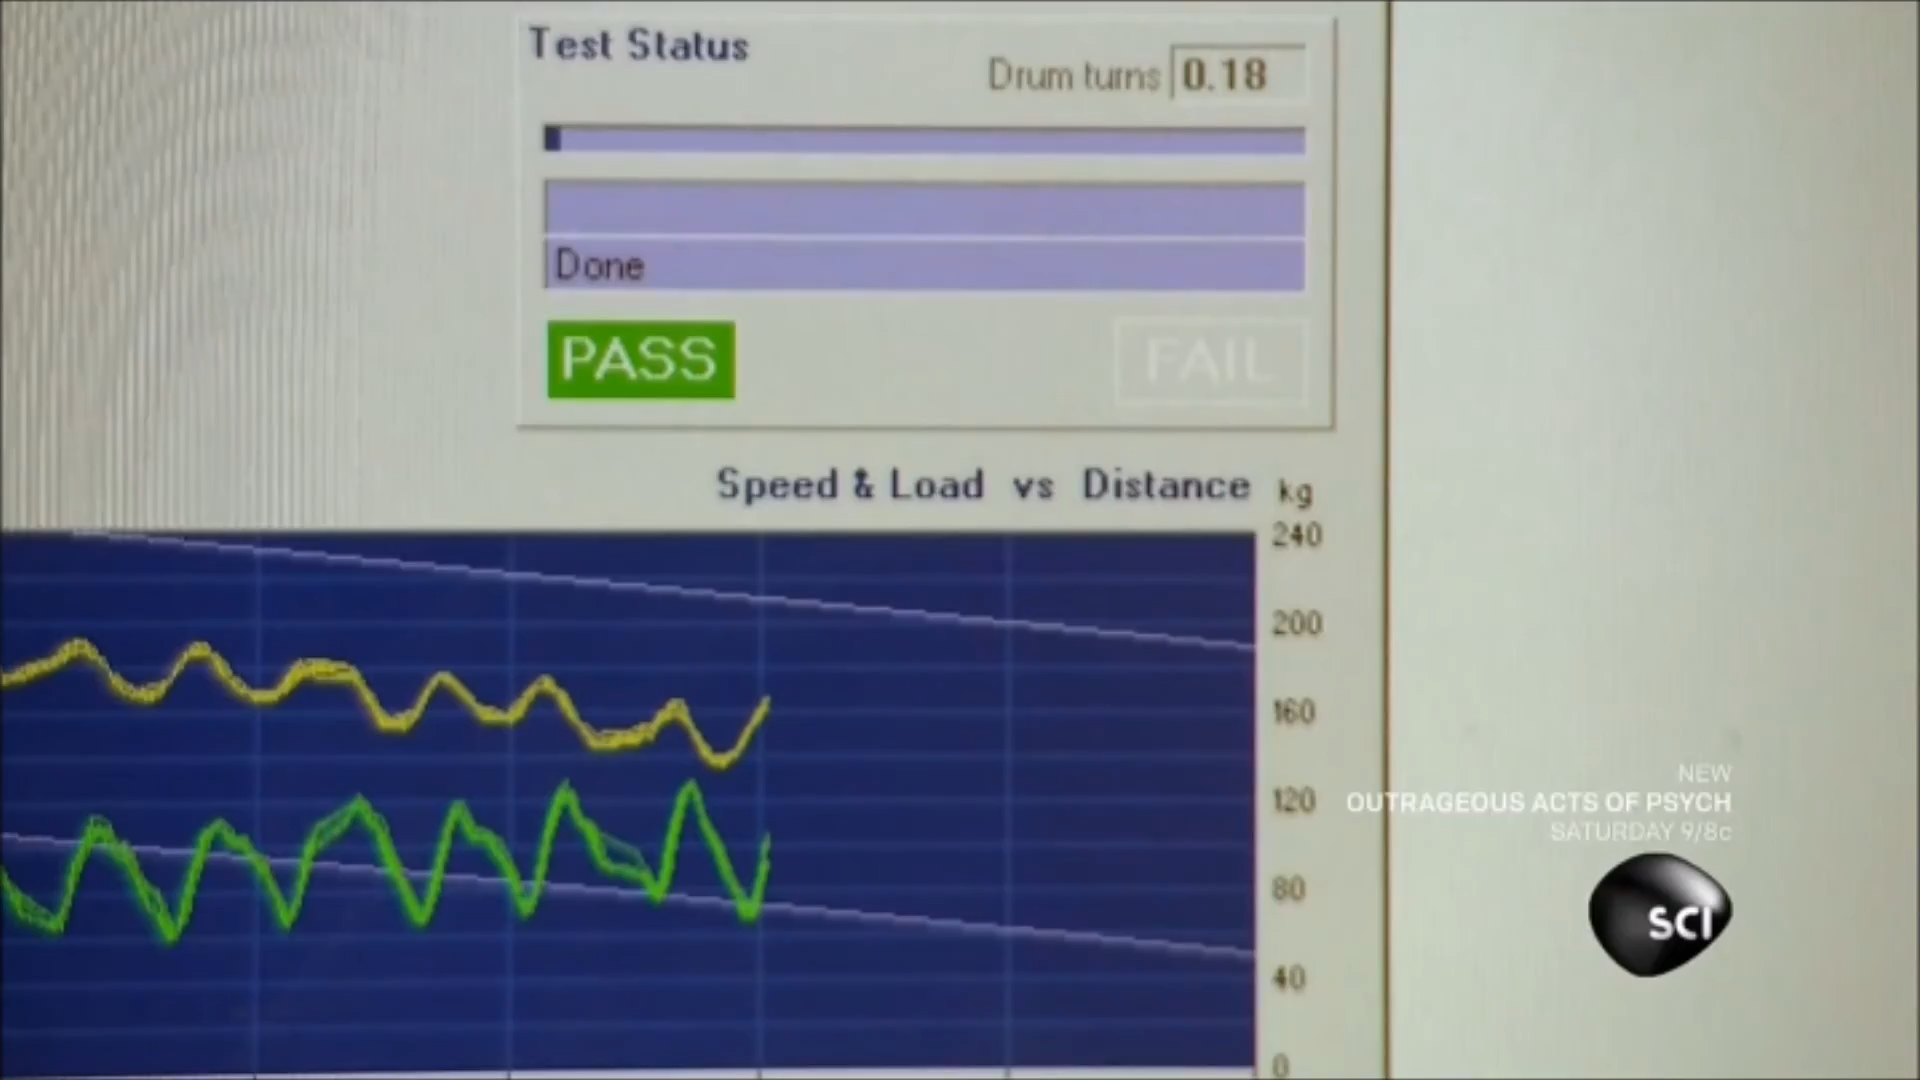 Test Status
Drum turns 0.18
Done
PASS
FAIL
Speed & Load vs Distance kg
240
200
160
120
80
40
0
NEW
OUTRAGEOUS ACTS OF PSYCH
SATURDAY 9/8c
SCI